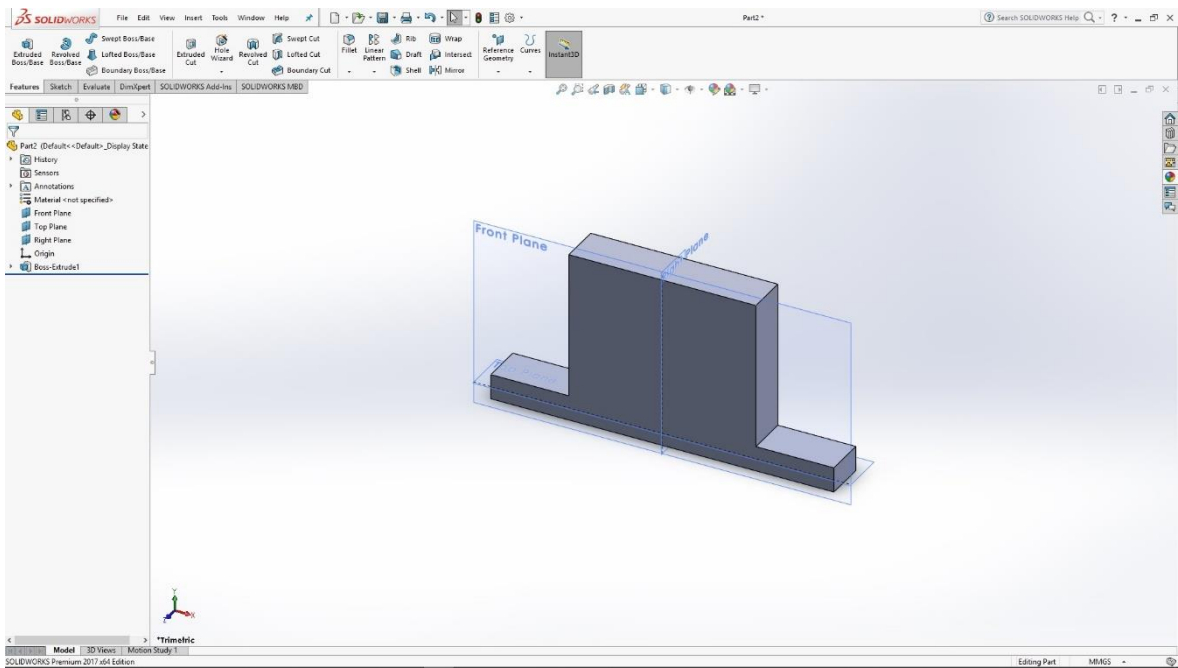 SOLIDWORKS File Edit View Insert Tools Window Help Part2 * Search SOLIDWORKS Help
Extruded Boss/Base Revolved Boss/Base Swept Boss/Base Lofted Boss/Base Boundary Boss/Base Extruded Cut Hole Wizard Revolved Cut Swept Cut Lofted Cut Boundary Cut Fillet Linear Pattern Rib Draft Shell Wrap Intersect Mirror Reference Geometry Curves Instant3D
Features Sketch Evaluate DimXpert SOLIDWORKS Add-Ins SOLIDWORKS MBD
Part2 (Default<<Default>_Display State
History
Sensors
Annotations
Material <not specified>
Front Plane
Top Plane
Right Plane
Origin
Boss-Extrude1
Front Plane
Right Plane
Top Plane
Y
X
Z
*Trimetric
Model 3D Views Motion Study 1
SOLIDWORKS Premium 2017 x64 Edition Editing Part MMGS